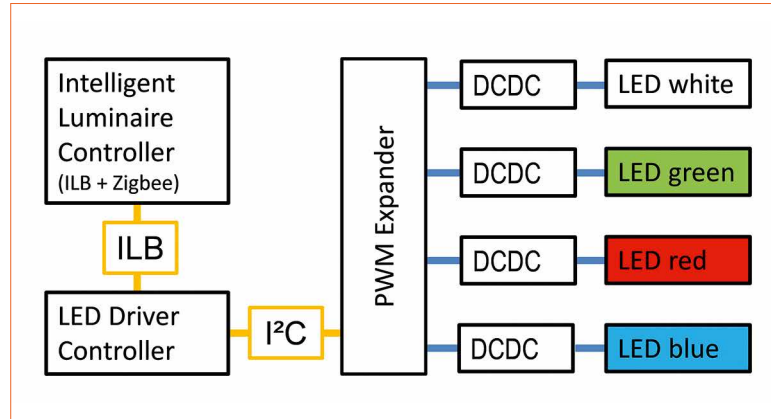 Intelligent
Luminaire
Controller
(ILB + Zigbee)
ILB
LED Driver
Controller
I²C
PWM Expander
DCDC
LED white
DCDC
LED green
DCDC
LED red
DCDC
LED blue